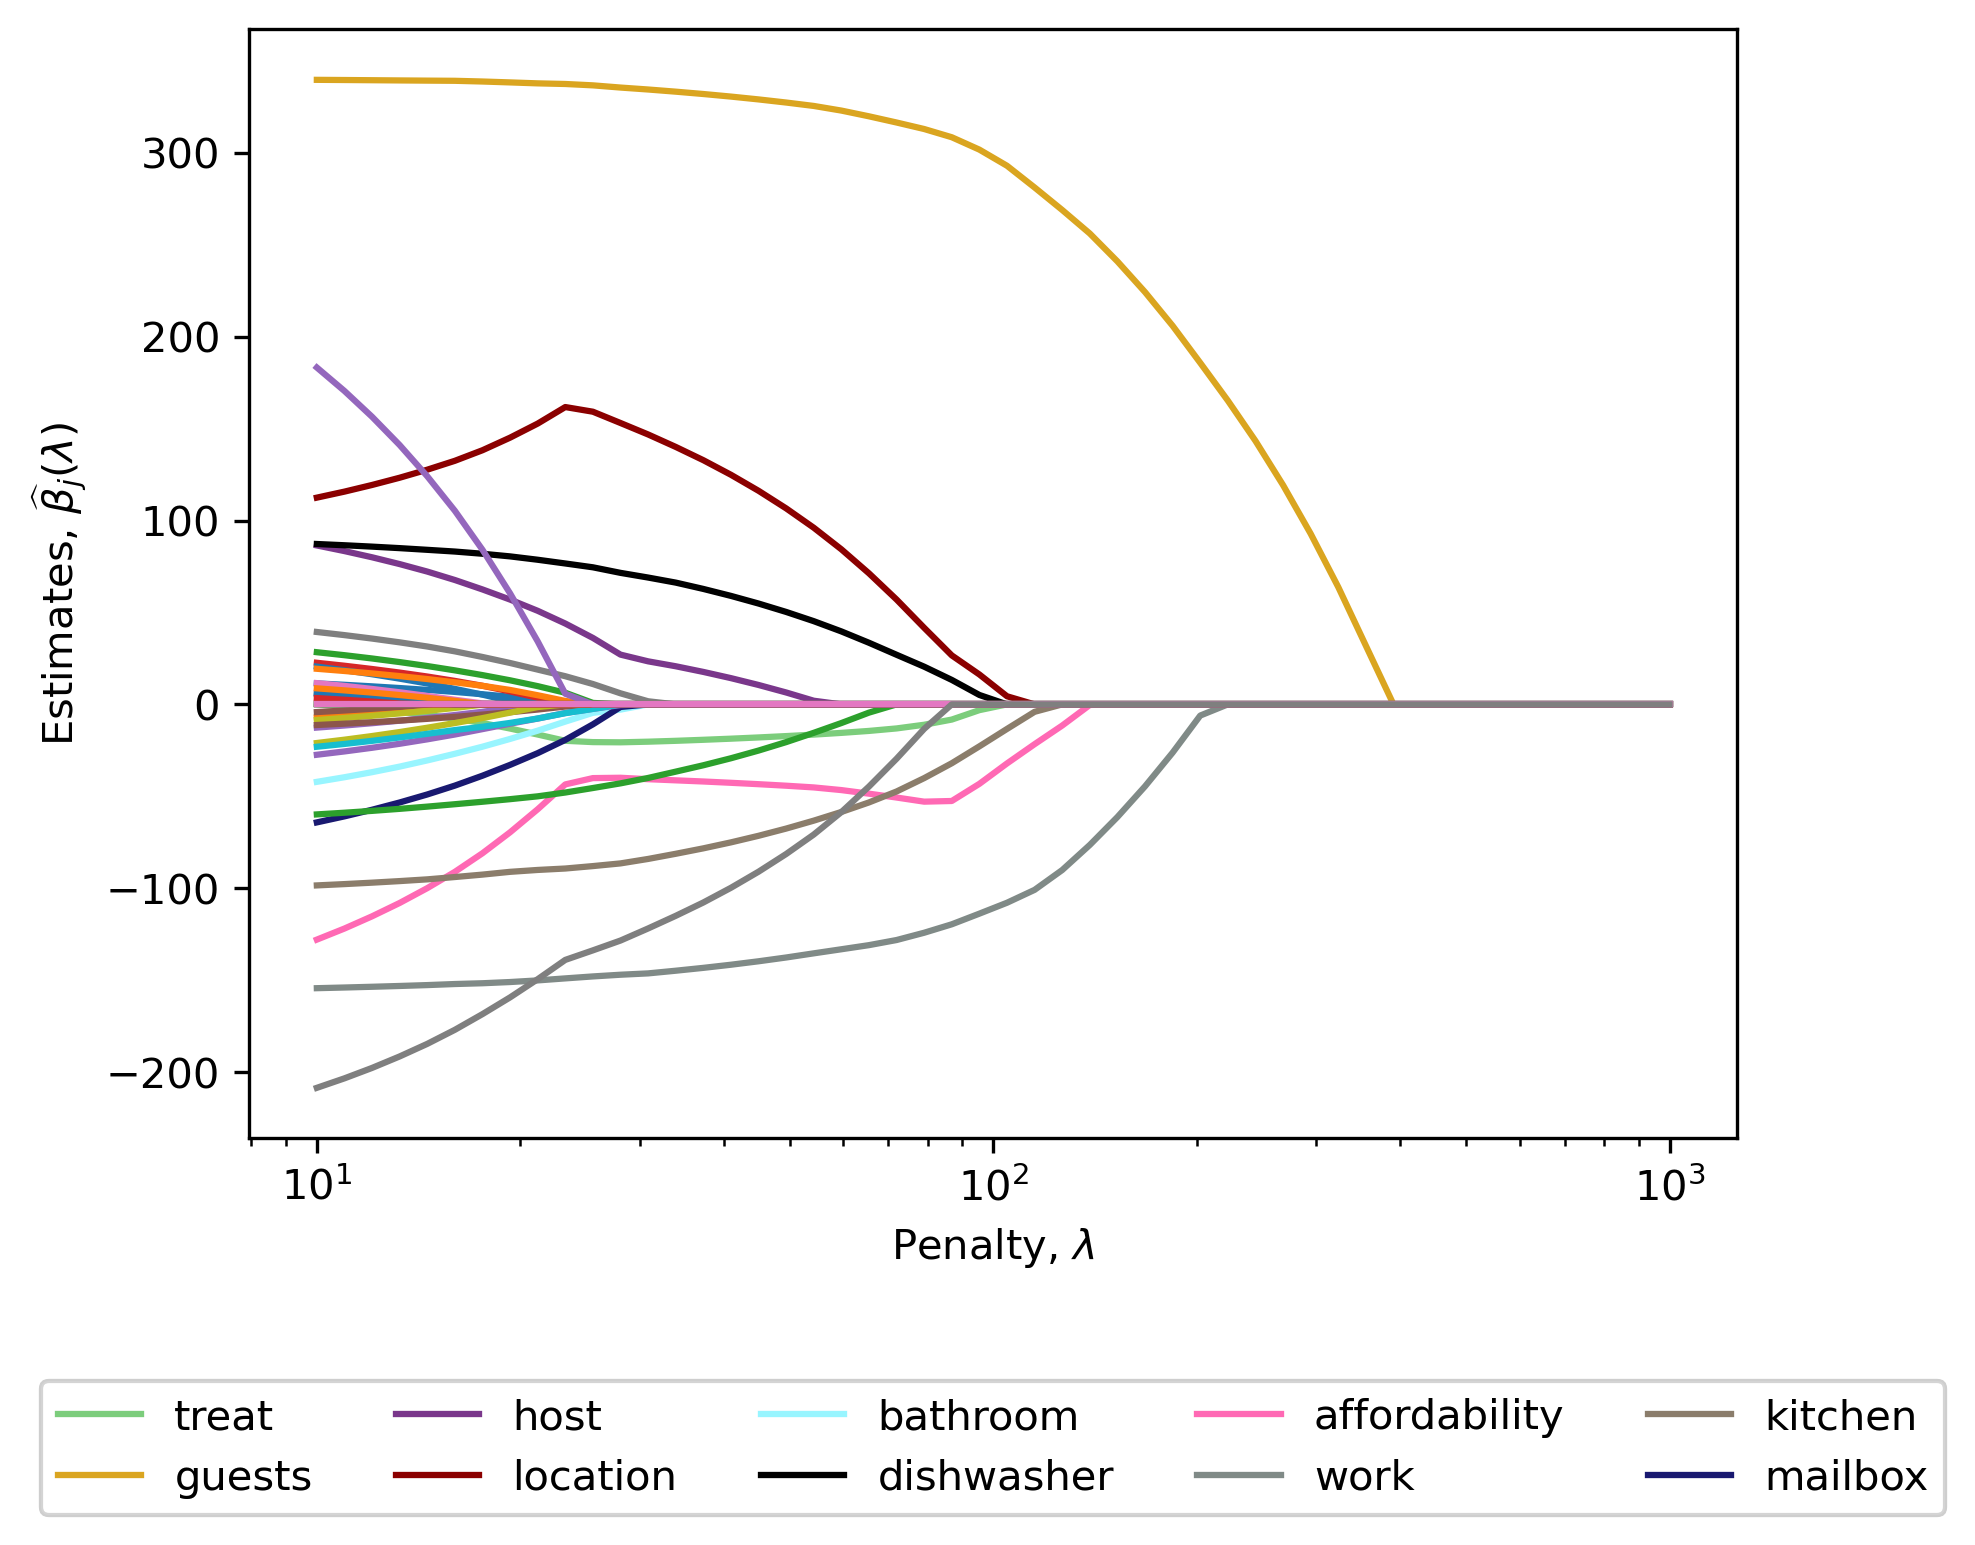 300
200
100
0
−100
−200
Estimates, β̂ⱼ(λ)
10¹ 10² 10³
Penalty, λ
treat host bathroom affordability kitchen
guests location dishwasher work mailbox